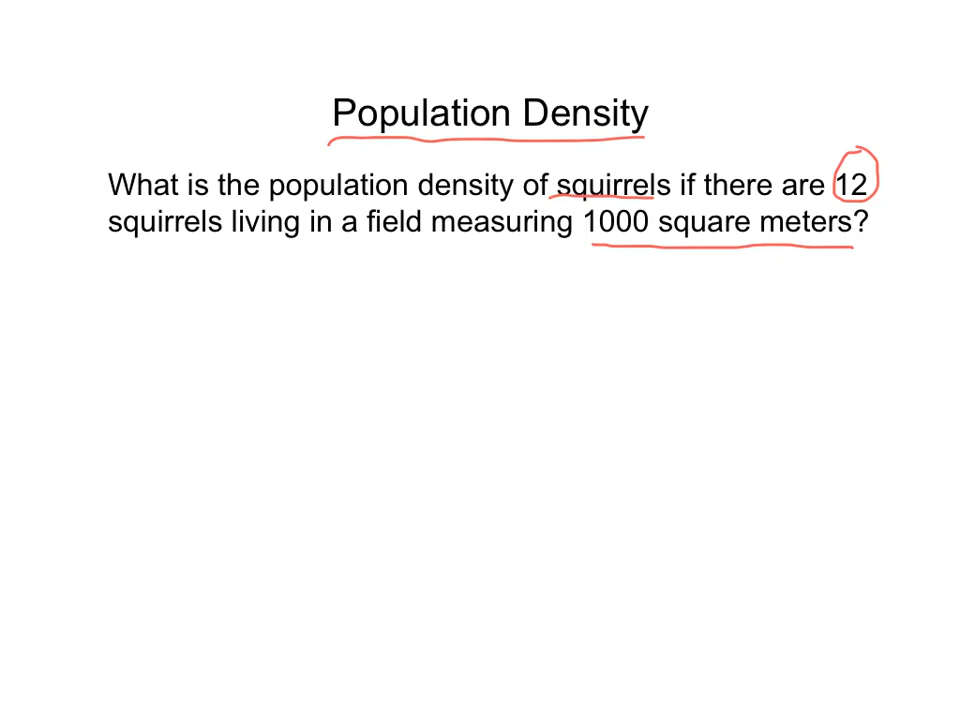 Population Density
What is the population density of squirrels if there are 12
squirrels living in a field measuring 1000 square meters?